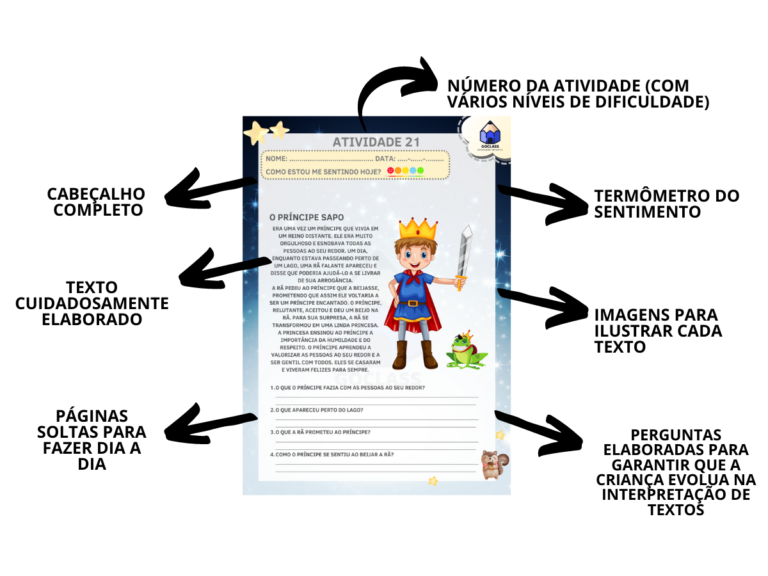 NÚMERO DA ATIVIDADE (COM
VÁRIOS NÍVEIS DE DIFICULDADE)
CABEÇALHO
COMPLETO
TEXTO
CUIDADOSAMENTE
ELABORADO
PÁGINAS
SOLTAS PARA
FAZER DIA A
DIA
ATIVIDADE 21
GOCLASS
NOME: ........................................ DATA: .....-......-........
COMO ESTOU ME SENTINDO HOJE?
O PRÍNCIPE SAPO
ERA UMA VEZ UM PRÍNCIPE QUE VIVIA EM
UM REINO DISTANTE. ELE ERA MUITO
ORGULHOSO E ESNOBAVA TODAS AS
PESSOAS AO SEU REDOR. UM DIA,
ENQUANTO ESTAVA PASSEANDO PERTO DE
UM LAGO, UMA RÃ FALANTE APARECEU E
DISSE QUE PODERIA AJUDÁ-LO A SE LIVRAR
DE SUA ARROGÂNCIA.
A RÃ PEDIU AO PRÍNCIPE QUE A BEIJASSE,
PROMETENDO QUE ASSIM ELE VOLTARIA A
SER UM PRÍNCIPE ENCANTADO. O PRÍNCIPE,
RELUTANTE, ACEITOU E DEU UM BEIJO NA
RÃ. PARA SUA SURPRESA, A RÃ SE
TRANSFORMOU EM UMA LINDA PRINCESA.
A PRINCESA ENSINOU AO PRÍNCIPE A
IMPORTÂNCIA DA HUMILDADE E DO
RESPEITO. O PRÍNCIPE APRENDEU A
VALORIZAR AS PESSOAS AO SEU REDOR E A
SER GENTIL COM TODOS. ELES SE CASARAM
E VIVERAM FELIZES PARA SEMPRE.
GOCLASS
1. O QUE O PRÍNCIPE FAZIA COM AS PESSOAS AO SEU REDOR?
2. O QUE APARECEU PERTO DO LAGO?
3. O QUE A RÃ PROMETEU AO PRÍNCIPE?
4. COMO O PRÍNCIPE SE SENTIU AO BEIJAR A RÃ?
TERMÔMETRO DO
SENTIMENTO
IMAGENS PARA
ILUSTRAR CADA
TEXTO
PERGUNTAS
ELABORADAS PARA
GARANTIR QUE A
CRIANÇA EVOLUA NA
INTERPRETAÇÃO DE
TEXTOS